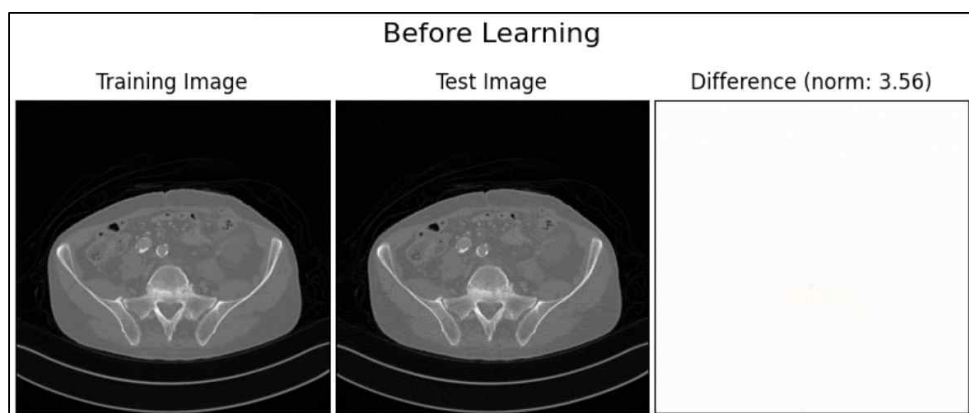 Before Learning
Training Image
Test Image
Difference (norm: 3.56)